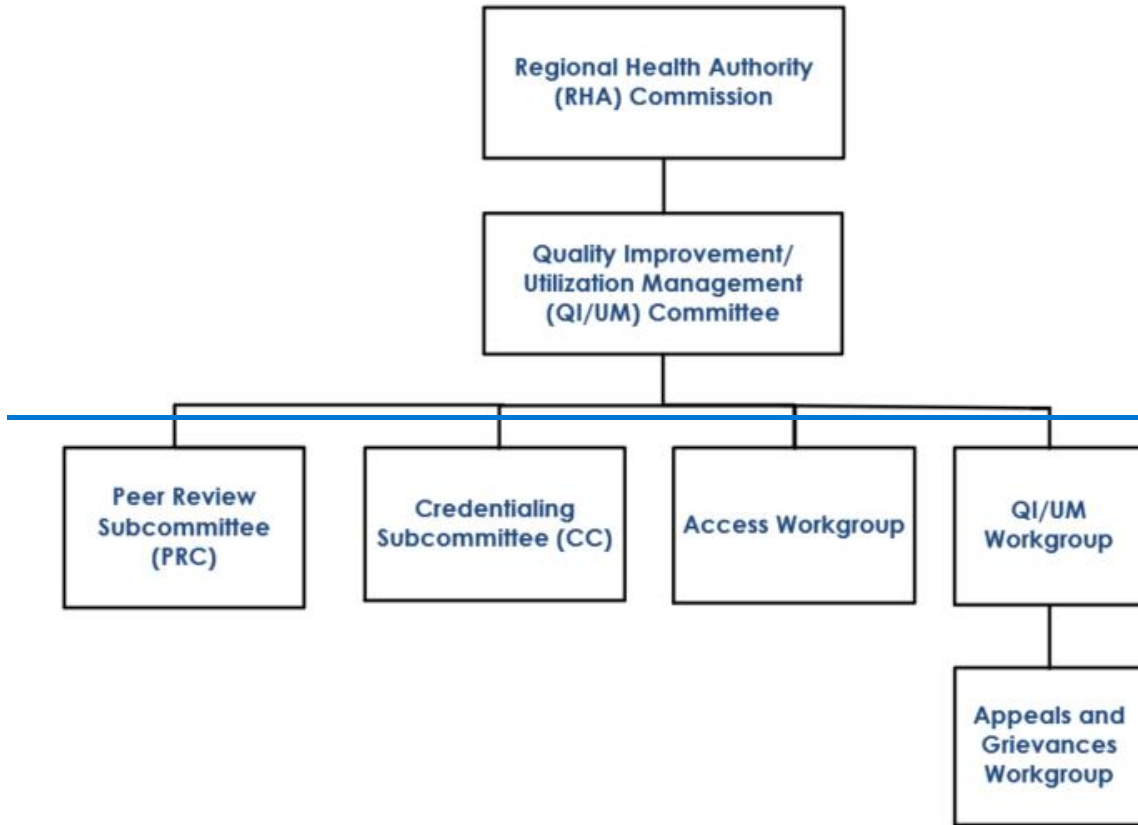 Regional Health Authority
(RHA) Commission
Quality Improvement/
Utilization Management
(QI/UM) Committee
Peer Review
Subcommittee
(PRC)
Credentialing
Subcommittee (CC)
Access Workgroup
QI/UM
Workgroup
Appeals and
Grievances
Workgroup